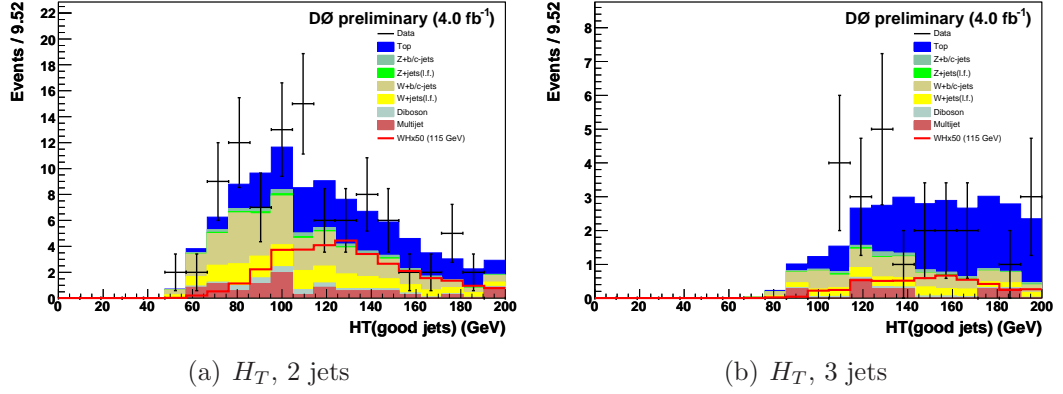 Events / 9.52
22
20
18
16
14
12
10
8
6
4
2
0
DØ preliminary (4.0 fb⁻¹)
Data
Top
Z+b/c-jets
Z+jets(l.f.)
W+b/c-jets
W+jets(l.f.)
Diboson
Multijet
WHx50 (115 GeV)
0 20 40 60 80 100 120 140 160 180 200
HT(good jets) (GeV)
(a) H_T, 2 jets
Events / 9.52
8
7
6
5
4
3
2
1
0
DØ preliminary (4.0 fb⁻¹)
Data
Top
Z+b/c-jets
Z+jets(l.f.)
W+b/c-jets
W+jets(l.f.)
Diboson
Multijet
WHx50 (115 GeV)
0 20 40 60 80 100 120 140 160 180 200
HT(good jets) (GeV)
(b) H_T, 3 jets